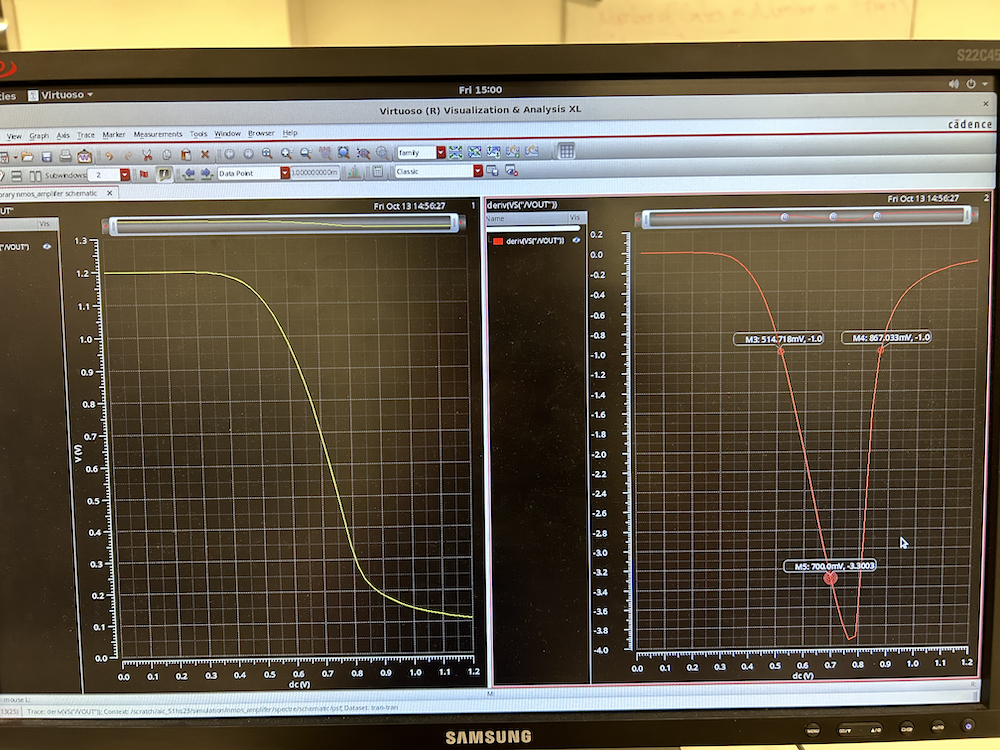 S22C45
Virtuoso
Fri 15:00
Virtuoso (R) Visualization & Analysis XL
View Graph Axis Trace Marker Measurements Tools Window Browser Help
cādence
family
Subwindows: 2
Data Point
Classic
nmos_amplifer schematic
Fri Oct 13 14:56:27 1
Vis
"/VOUT")
1.3
1.2
1.1
1.0
0.9
0.8
0.7
0.6
0.5
0.4
0.3
0.2
0.1
0.0
V (V)
0.0 0.1 0.2 0.3 0.4 0.5 0.6 0.7 0.8 0.9 1.0 1.1 1.2
dc (V)
deriv(VS("/VOUT"))
Fri Oct 13 14:56:27 2
Name Vis
deriv(VS("/VOUT"))
0.2
0.0
-0.2
-0.4
-0.6
-0.8
-1.0
-1.2
-1.4
-1.6
-1.8
-2.0
-2.2
-2.4
-2.6
-2.8
-3.0
-3.2
-3.4
-3.6
-3.8
-4.0
M3: 514.718mV, -1.0
M4: 867.033mV, -1.0
M5: 700.0mV, -3.3003
0.0 0.1 0.2 0.3 0.4 0.5 0.6 0.7 0.8 0.9 1.0 1.1 1.2
dc (V)
mouse L:
M:
R:
Trace: deriv(VS("/VOUT")); Context: /scratch/aic_51hs23/simulation/nmos_amplifer/spectre/schematic/psf; Dataset: tran-tran
SAMSUNG
MENU
AUTO